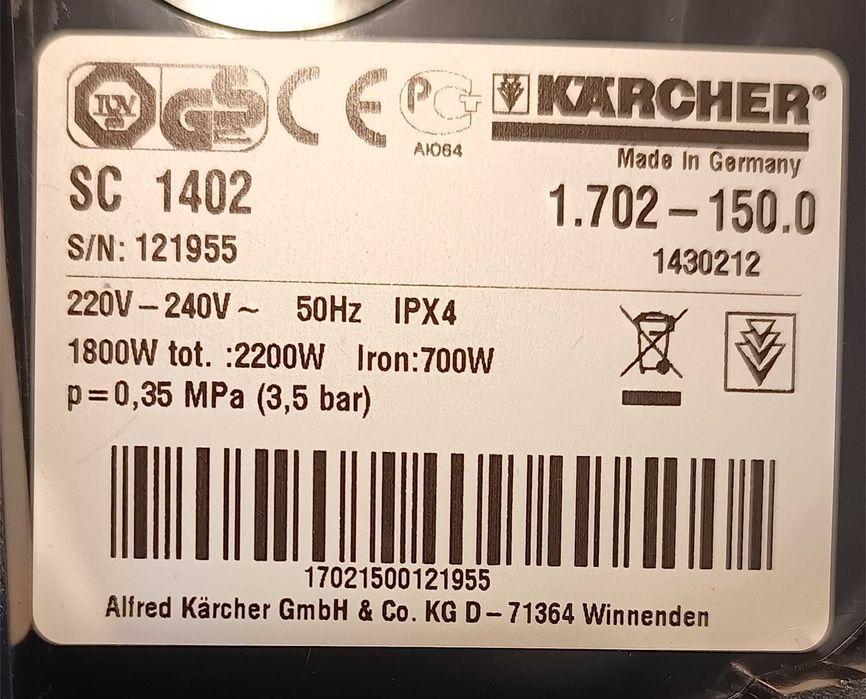 TÜV GS CE PG KÄRCHER®
AЮ64
Made In Germany
SC 1402
1.702-150.0
S/N: 121955
1430212
220V-240V~ 50Hz IPX4
1800W tot. :2200W Iron:700W
p=0,35 MPa (3,5 bar)
17021500121955
Alfred Kärcher GmbH & Co. KG D-71364 Winnenden